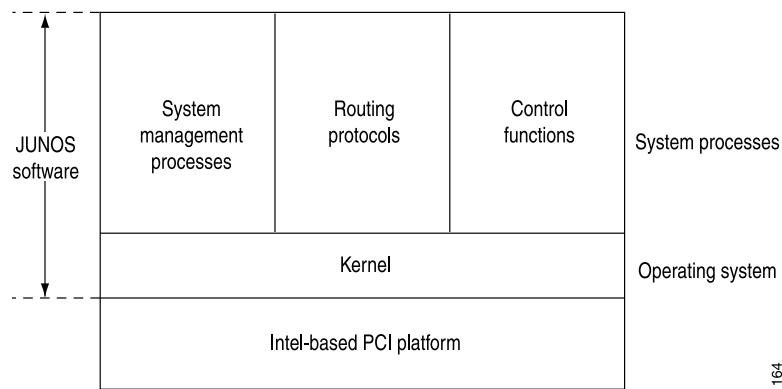 JUNOS
software
System
management
processes
Routing
protocols
Control
functions
System processes
Kernel
Operating system
Intel-based PCI platform
164